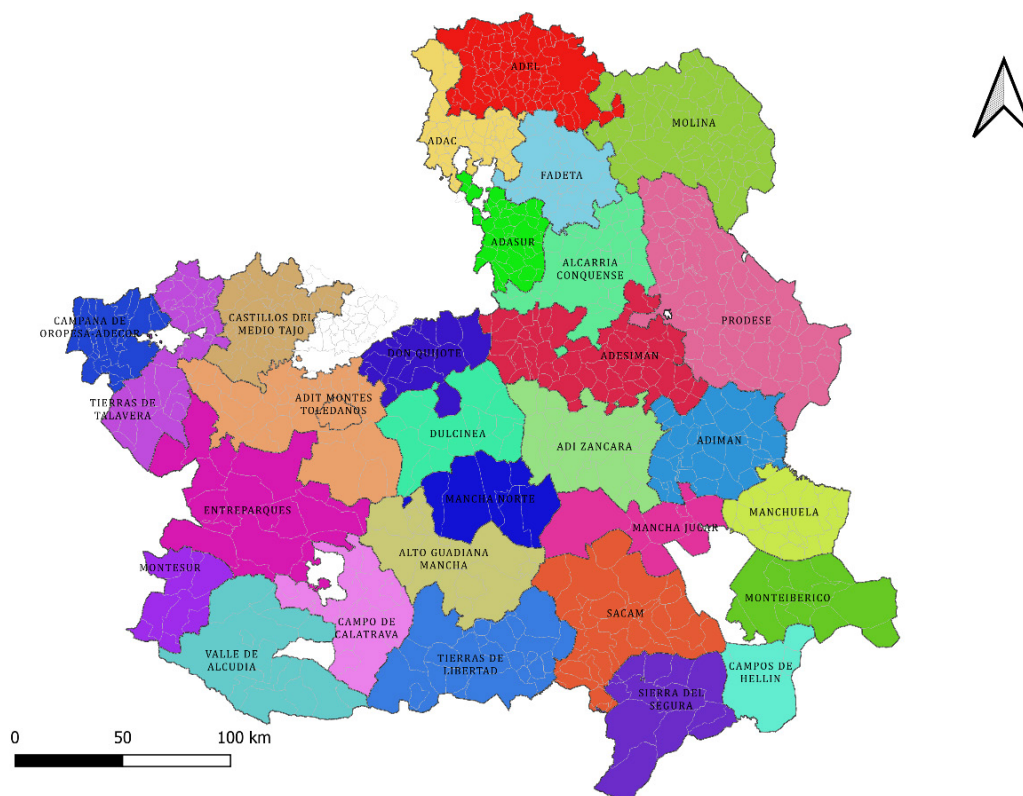 ADEL
MOLINA
ADAC
FADETA
ADASUR
ALCARRIA
CONQUENSE
CAMPANA DE
OROPESA-ADECOR
CASTILLOS DEL
MEDIO TAJO
PRODESE
DON QUIJOTE
ADESIMAN
TIERRAS DE
TALAVERA
ADIT MONTES
TOLEDANOS
DULCINEA
ADI ZANCARA
ADIMAN
ENTREPARQUES
MANCHA NORTE
MANCHA JUCAR
MANCHUELA
ALTO GUADIANA
MANCHA
MONTESUR
MONTEIBERICO
CAMPO DE
CALATRAVA
SACAM
VALLE DE
ALCUDIA
TIERRAS DE
LIBERTAD
CAMPOS DE
HELLIN
SIERRA DEL
SEGURA
0 50 100 km